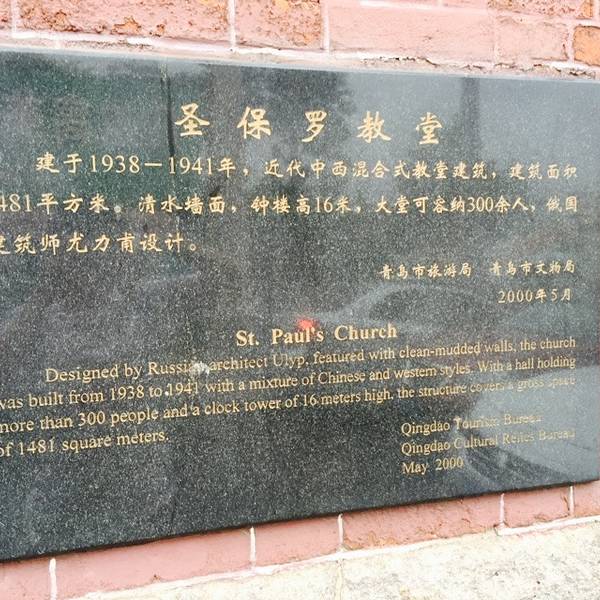 圣保罗教堂
建于1938－1941年，近代中西混合式教堂建筑，建筑面积
481平方米。清水墙面，钟楼高16米，大堂可容纳300余人，俄国
建筑师尤力甫设计。
青岛市旅游局 青岛市文物局
2000年5月
St. Paul's Church
Designed by Russian architect Ulyp, featured with clean-mudded walls, the church
was built from 1938 to 1941 with a mixture of Chinese and western styles. With a hall holding
more than 300 people and a clock tower of 16 meters high, the structure covers a gross space
of 1481 square meters.
Qingdao Tourism Bureau
Qingdao Cultural Relics Bureau
May 2000